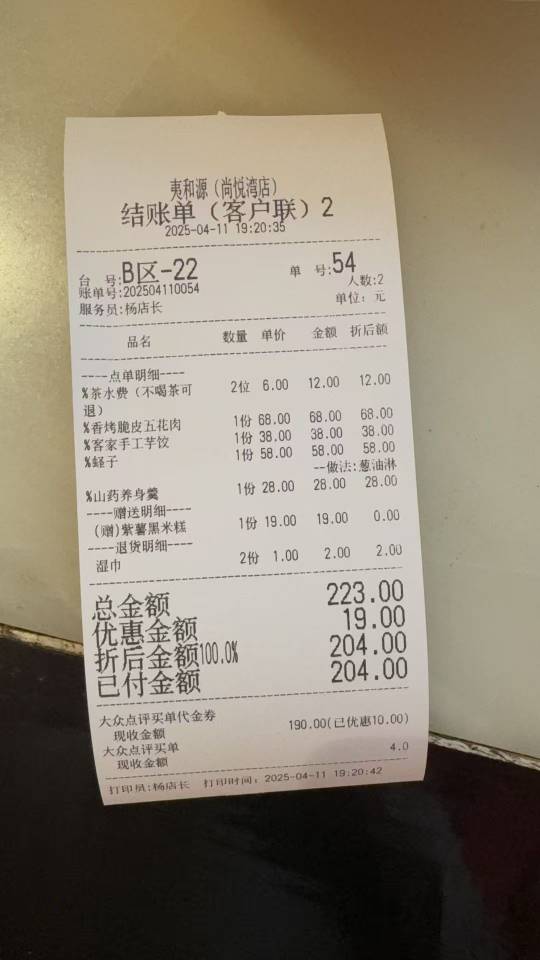 夷和源（尚悦湾店）
结账单（客户联）2
2025-04-11 19:20:35
台 号:B区-22 单 号:54
账单号:202504110054 人数:2
服务员:杨店长 单位: 元
品名 数量 单价 金额 折后额
----点单明细----
%茶水费（不喝茶可退） 2位 6.00 12.00 12.00
%香烤脆皮五花肉 1份 68.00 68.00 68.00
%客家手工芋饺 1份 38.00 38.00 38.00
%蛏子 1份 58.00 58.00 58.00
--做法:葱油淋
%山药养身羹 1份 28.00 28.00 28.00
----赠送明细----
(赠)紫薯黑米糕 1份 19.00 19.00 0.00
----退货明细----
湿巾 2份 1.00 2.00 2.00
总金额 223.00
优惠金额 19.00
折后金额100.0% 204.00
已付金额 204.00
大众点评买单代金券
现收金额 190.00(已优惠10.00)
大众点评买单
现收金额 4.0
打印员:杨店长 打印时间: 2025-04-11 19:20:42